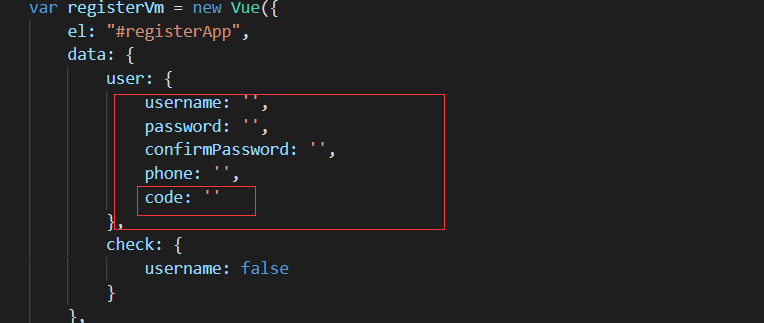 var registerVm = new Vue({
el: "#registerApp",
data: {
user: {
username: '',
password: '',
confirmPassword: '',
phone: '',
code: ''
},
check: {
username: false
}
},